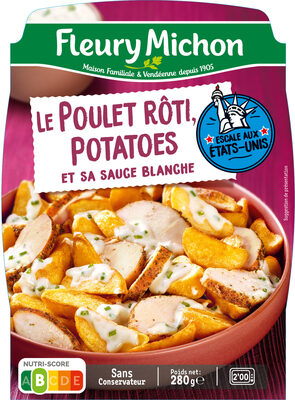 Fleury Michon
Maison Familiale & Vendéenne depuis 1905
LE POULET RÔTI,
POTATOES
ET SA SAUCE BLANCHE
ESCALE AUX
ÉTATS-UNIS
Suggestion de présentation
NUTRI-SCORE
A B C D E
Sans
Conservateur
Poids net:
280g e
2'00